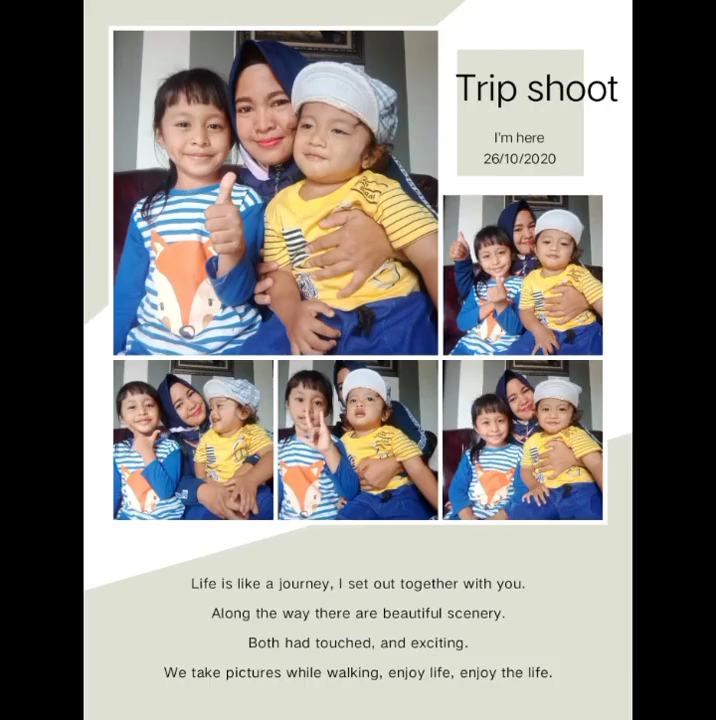 Trip shoot
I'm here
26/10/2020
Life is like a journey, I set out together with you.
Along the way there are beautiful scenery.
Both had touched, and exciting.
We take pictures while walking, enjoy life, enjoy the life.